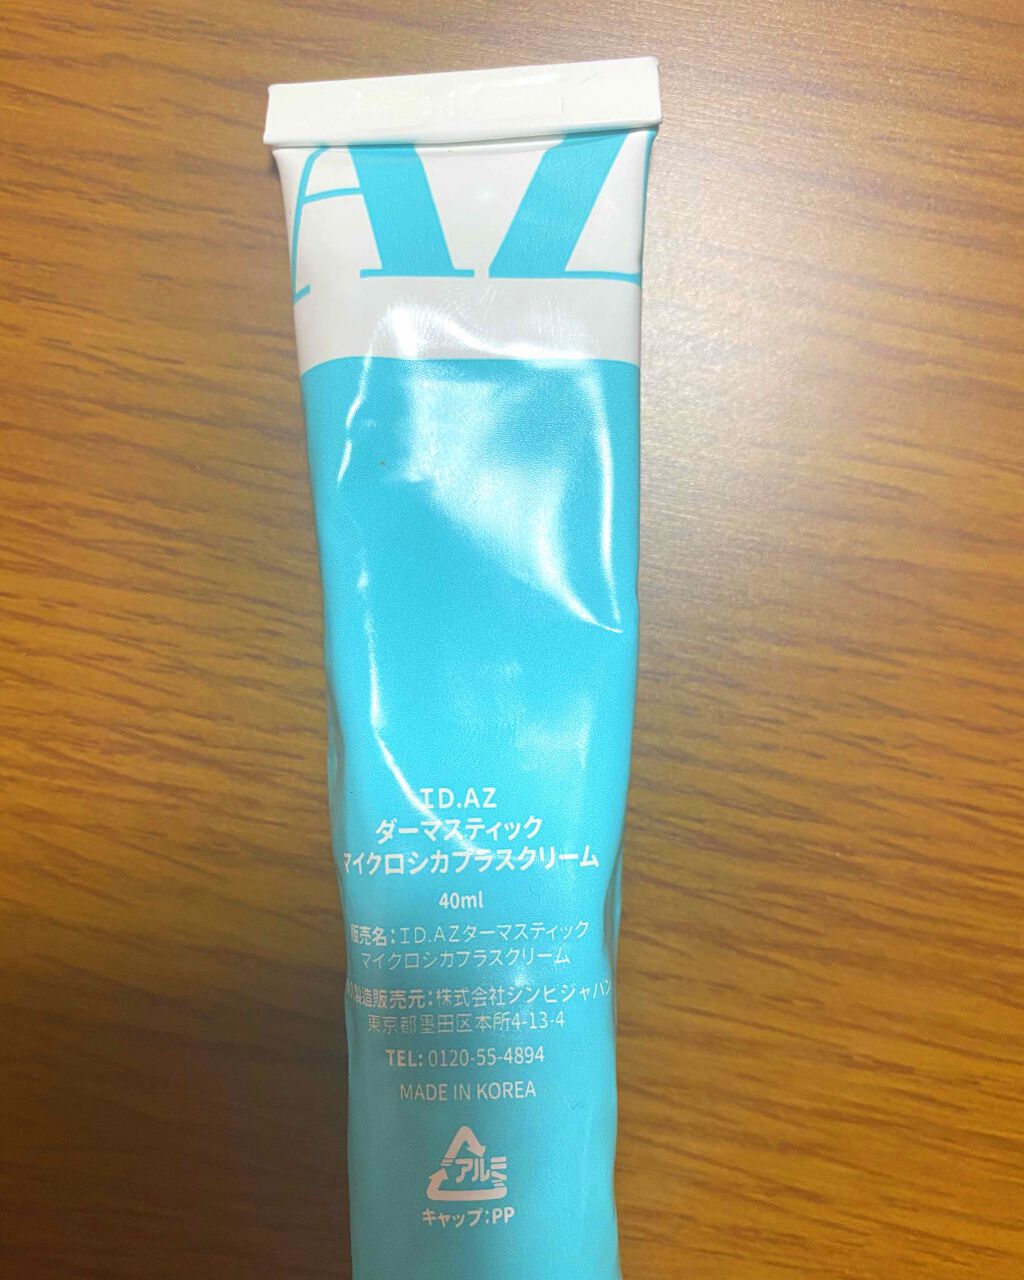 AZ
ID.AZ
ダーマスティック
マイクロシカプラスクリーム
40ml
販売名:ID.AZダーマスティック
マイクロシカプラスクリーム
製造販売元:株式会社シンビジャパン
東京都墨田区本所4-13-4
TEL: 0120-55-4894
MADE IN KOREA
アルミ
キャップ:PP